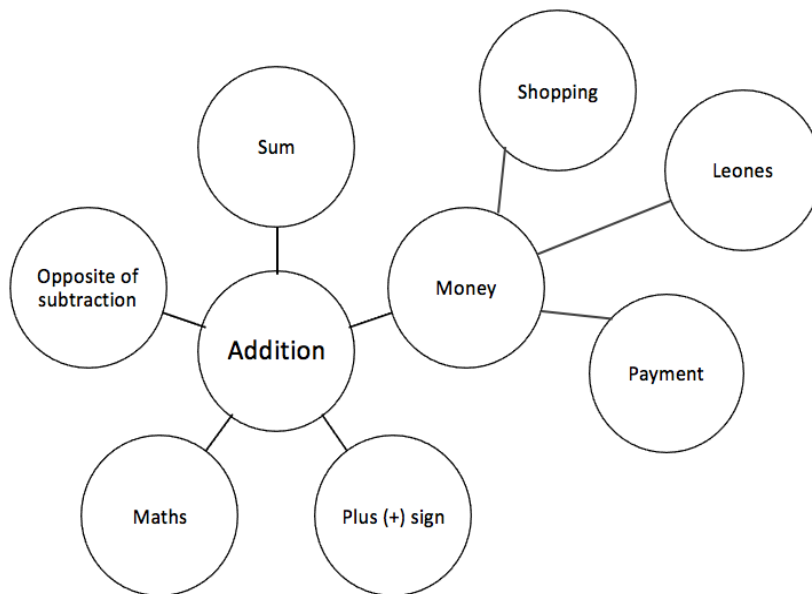 Shopping
Sum
Leones
Opposite of
subtraction
Money
Addition
Payment
Maths
Plus (+) sign